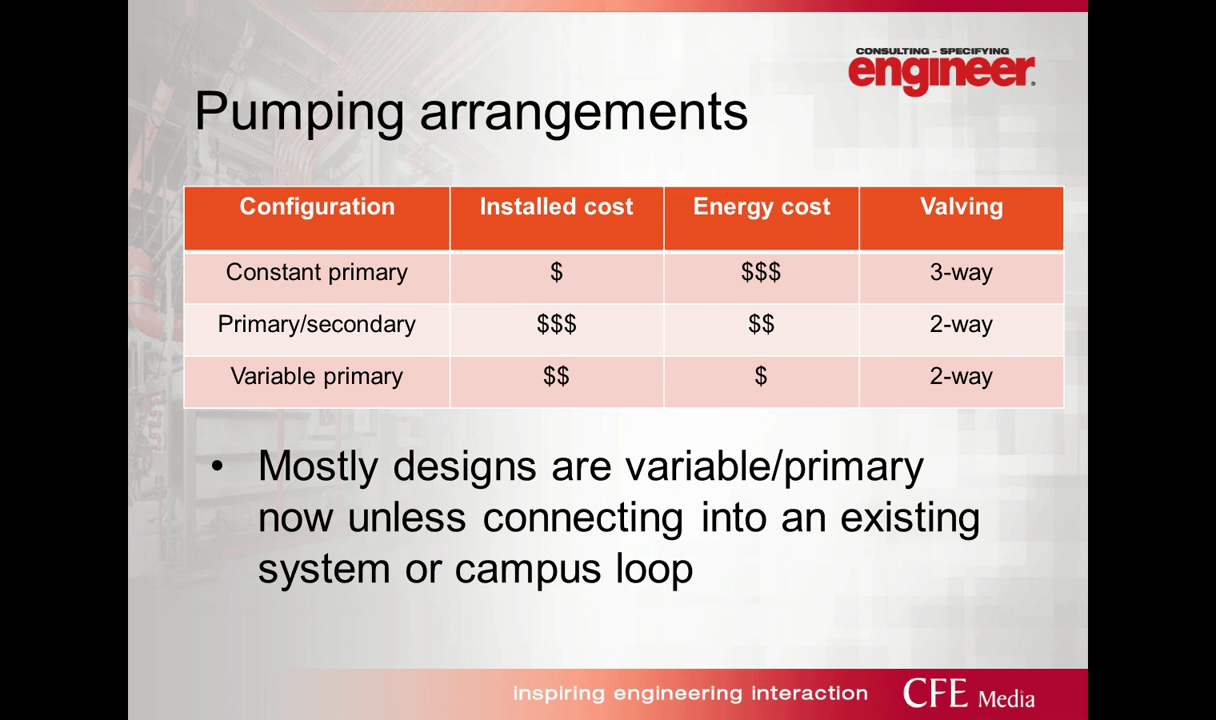 CONSULTING - SPECIFYING
engineer
Pumping arrangements
Configuration Installed cost Energy cost Valving
Constant primary $ $$$ 3-way
Primary/secondary $$$ $$ 2-way
Variable primary $$ $ 2-way
• Mostly designs are variable/primary
now unless connecting into an existing
system or campus loop
inspiring engineering interaction CFE Media